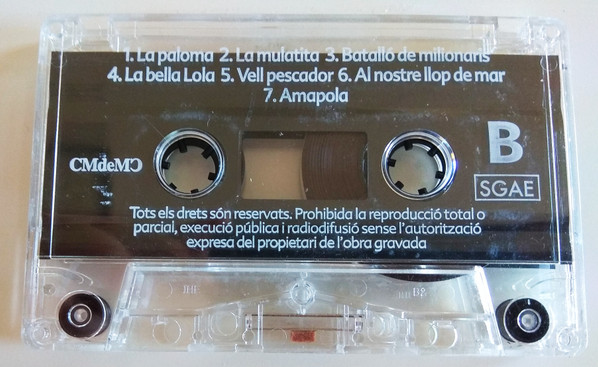 1. La paloma 2. La mulatita 3. Batalló de milionaris
4. La bella Lola 5. Vell pescador 6. Al nostre llop de mar
7. Amapola
B
CMdeMC
SGAE
Tots els drets són reservats. Prohibida la reproducció total o
parcial, execució pública i radiodifusió sense l'autorització
expresa del propietari de l'obra gravada